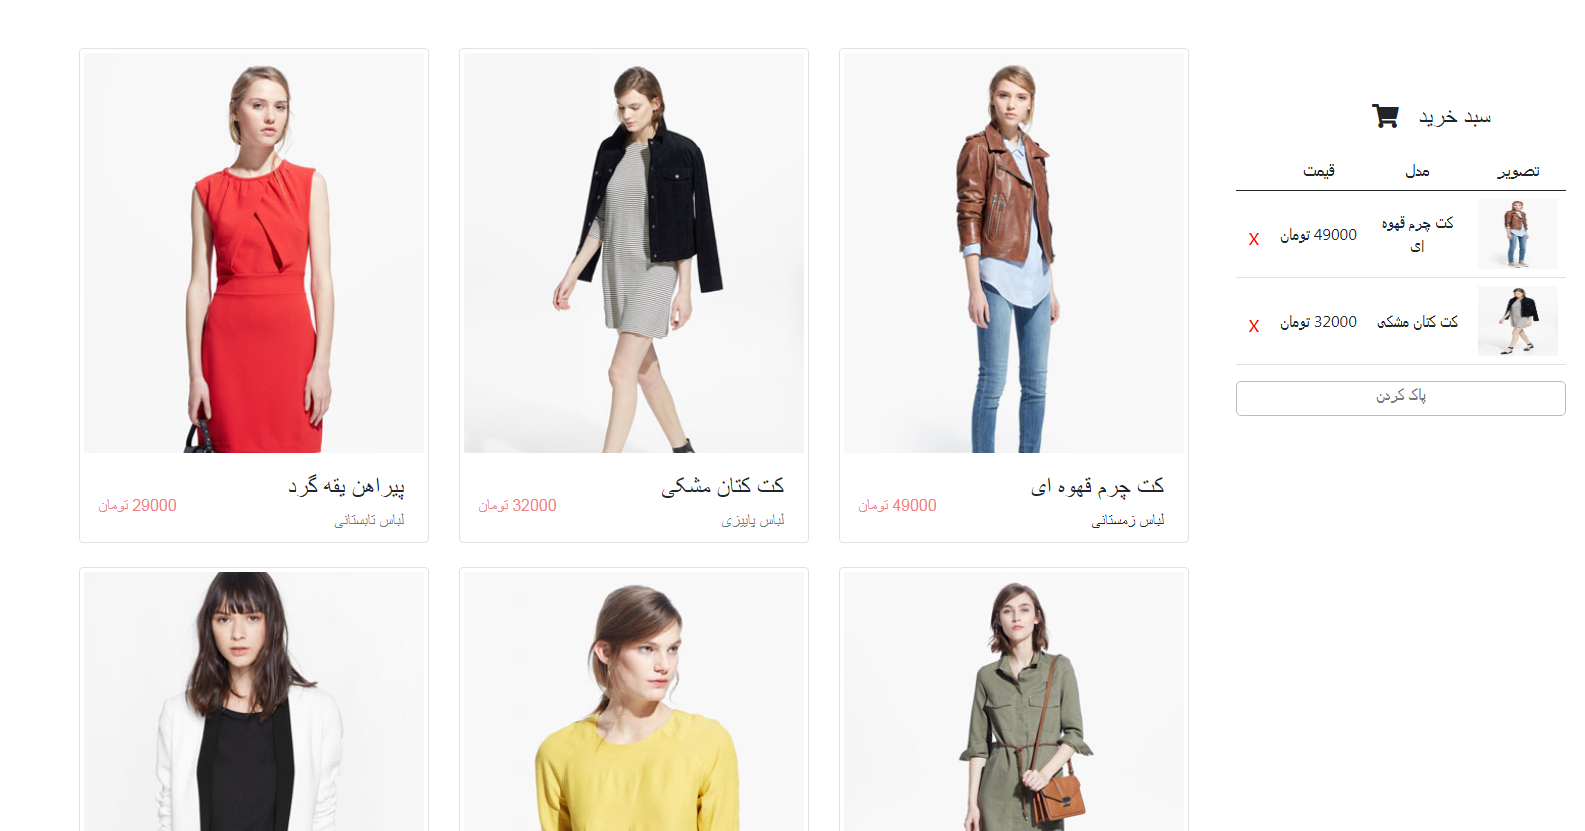 سبد خرید
تصویر مدل قیمت
کت چرم قهوه ای 49000 تومان X
کت کتان مشکی 32000 تومان X
پاک کردن
کت چرم قهوه ای
49000 تومان
لباس زمستانی
کت کتان مشکی
32000 تومان
لباس پاییزی
پیراهن یقه گرد
29000 تومان
لباس تابستانی